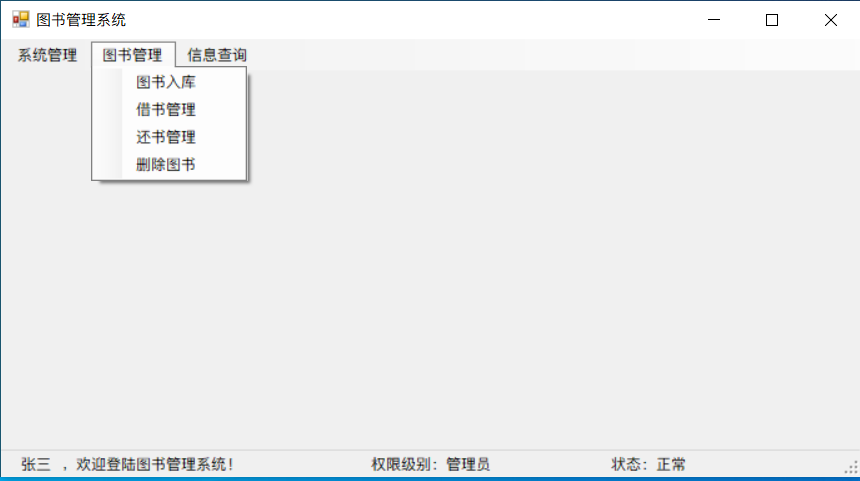 图书管理系统
系统管理 图书管理 信息查询
图书入库
借书管理
还书管理
删除图书
张三 ，欢迎登陆图书管理系统！ 权限级别：管理员 状态：正常